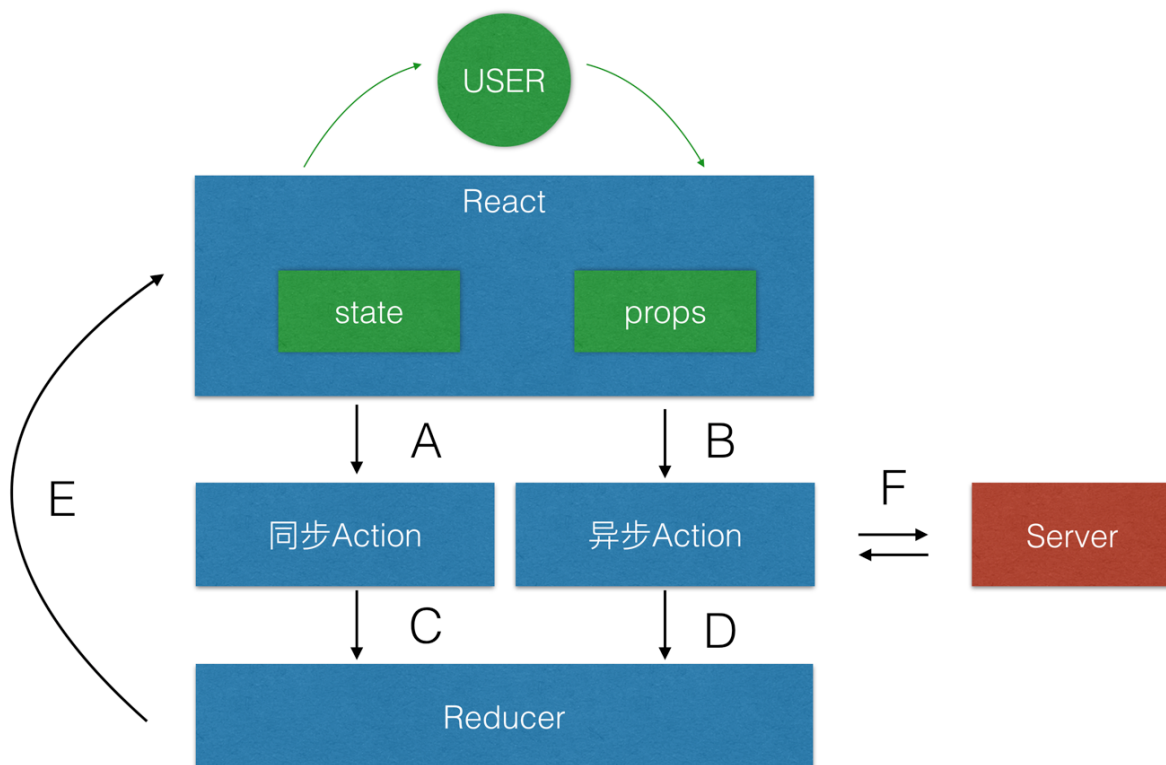 USER
React
state
props
A
B
E
F
同步Action
异步Action
Server
C
D
Reducer